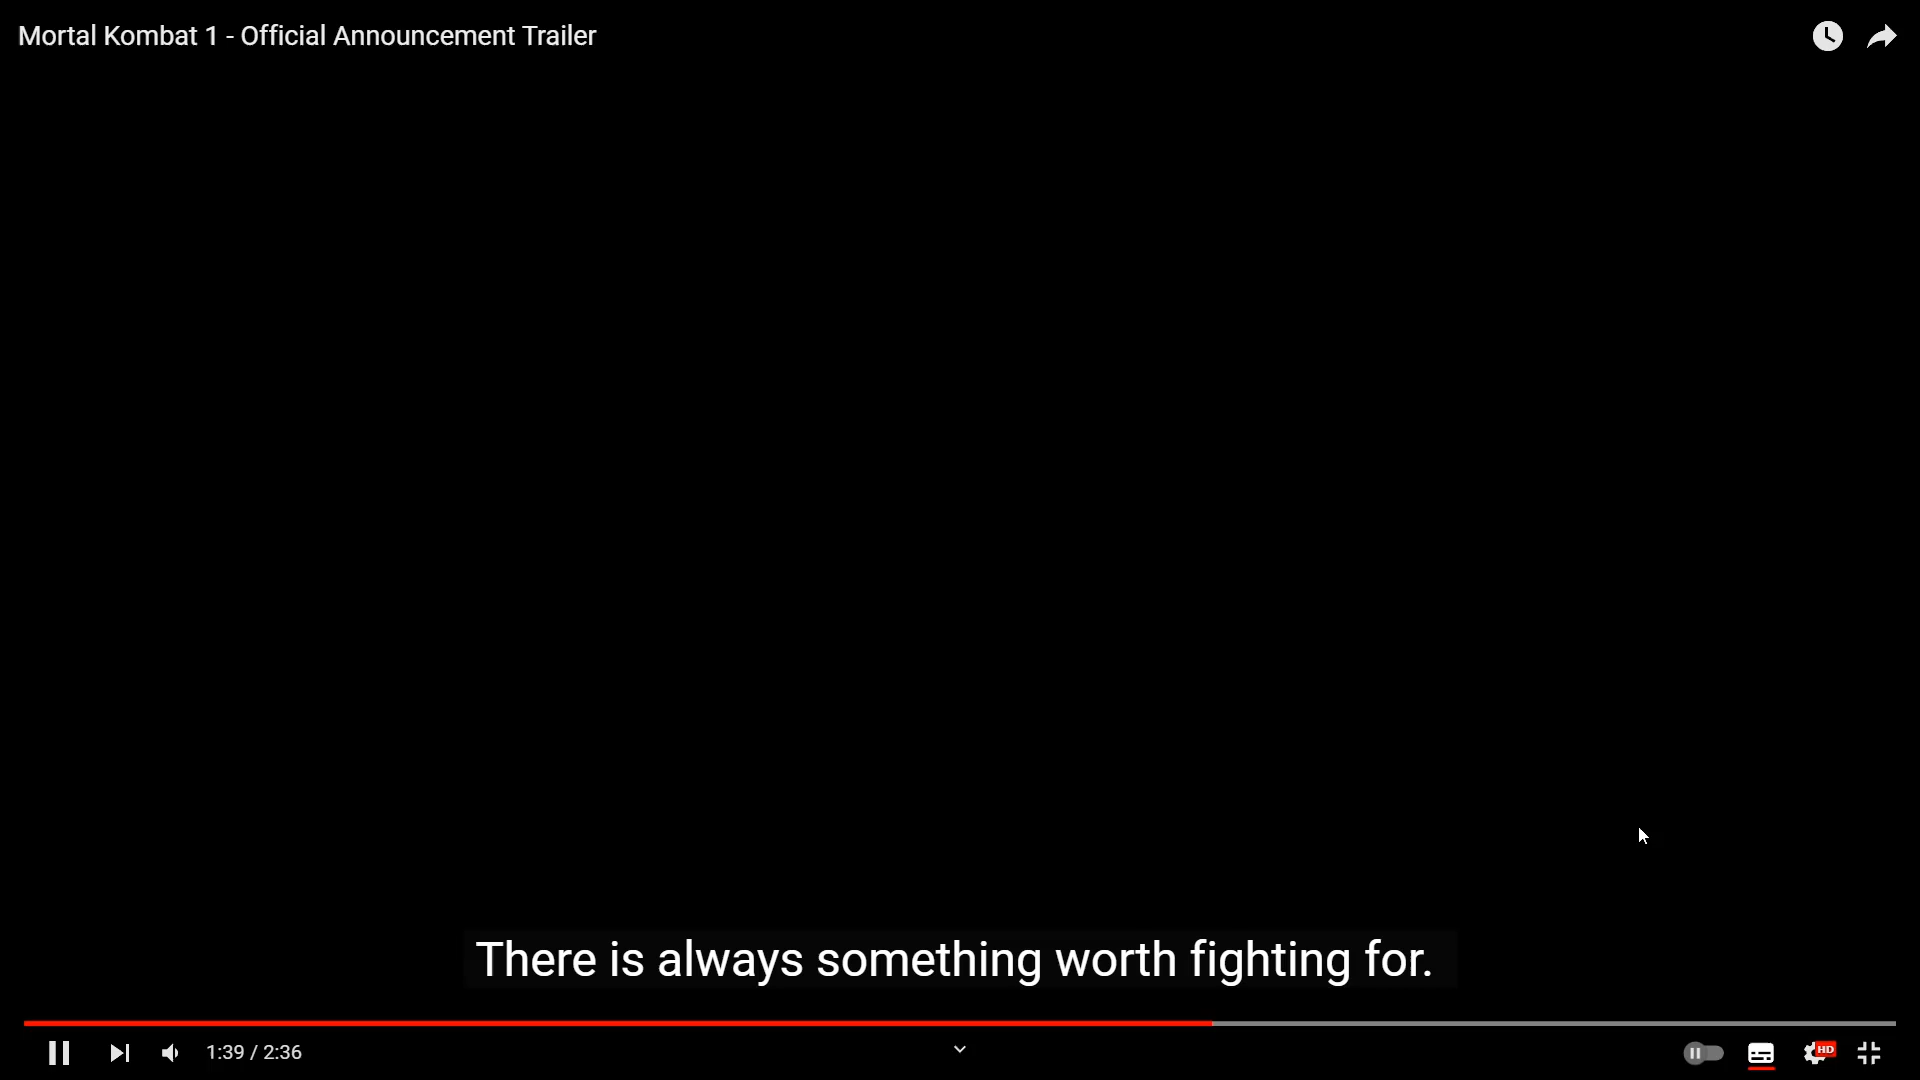 Mortal Kombat 1 - Official Announcement Trailer
There is always something worth fighting for.
1:39 / 2:36
HD